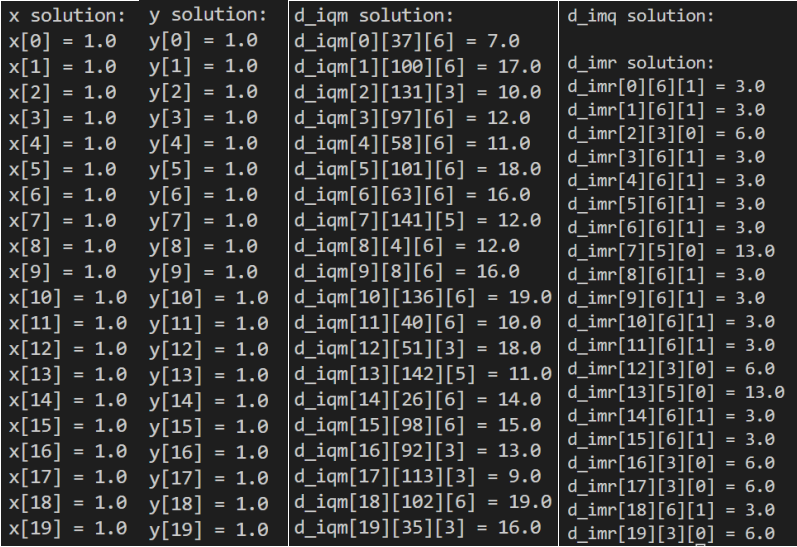 x solution:
x[0] = 1.0
x[1] = 1.0
x[2] = 1.0
x[3] = 1.0
x[4] = 1.0
x[5] = 1.0
x[6] = 1.0
x[7] = 1.0
x[8] = 1.0
x[9] = 1.0
x[10] = 1.0
x[11] = 1.0
x[12] = 1.0
x[13] = 1.0
x[14] = 1.0
x[15] = 1.0
x[16] = 1.0
x[17] = 1.0
x[18] = 1.0
x[19] = 1.0
y solution:
y[0] = 1.0
y[1] = 1.0
y[2] = 1.0
y[3] = 1.0
y[4] = 1.0
y[5] = 1.0
y[6] = 1.0
y[7] = 1.0
y[8] = 1.0
y[9] = 1.0
y[10] = 1.0
y[11] = 1.0
y[12] = 1.0
y[13] = 1.0
y[14] = 1.0
y[15] = 1.0
y[16] = 1.0
y[17] = 1.0
y[18] = 1.0
y[19] = 1.0
d_iqm solution:
d_iqm[0][37][6] = 7.0
d_iqm[1][100][6] = 17.0
d_iqm[2][131][3] = 10.0
d_iqm[3][97][6] = 12.0
d_iqm[4][58][6] = 11.0
d_iqm[5][101][6] = 18.0
d_iqm[6][63][6] = 16.0
d_iqm[7][141][5] = 12.0
d_iqm[8][4][6] = 12.0
d_iqm[9][8][6] = 16.0
d_iqm[10][136][6] = 19.0
d_iqm[11][40][6] = 10.0
d_iqm[12][51][3] = 18.0
d_iqm[13][142][5] = 11.0
d_iqm[14][26][6] = 14.0
d_iqm[15][98][6] = 15.0
d_iqm[16][92][3] = 13.0
d_iqm[17][113][3] = 9.0
d_iqm[18][102][6] = 19.0
d_iqm[19][35][3] = 16.0
d_imq solution:
d_imr solution:
d_imr[0][6][1] = 3.0
d_imr[1][6][1] = 3.0
d_imr[2][3][0] = 6.0
d_imr[3][6][1] = 3.0
d_imr[4][6][1] = 3.0
d_imr[5][6][1] = 3.0
d_imr[6][6][1] = 3.0
d_imr[7][5][0] = 13.0
d_imr[8][6][1] = 3.0
d_imr[9][6][1] = 3.0
d_imr[10][6][1] = 3.0
d_imr[11][6][1] = 3.0
d_imr[12][3][0] = 6.0
d_imr[13][5][0] = 13.0
d_imr[14][6][1] = 3.0
d_imr[15][6][1] = 3.0
d_imr[16][3][0] = 6.0
d_imr[17][3][0] = 6.0
d_imr[18][6][1] = 3.0
d_imr[19][3][0] = 6.0